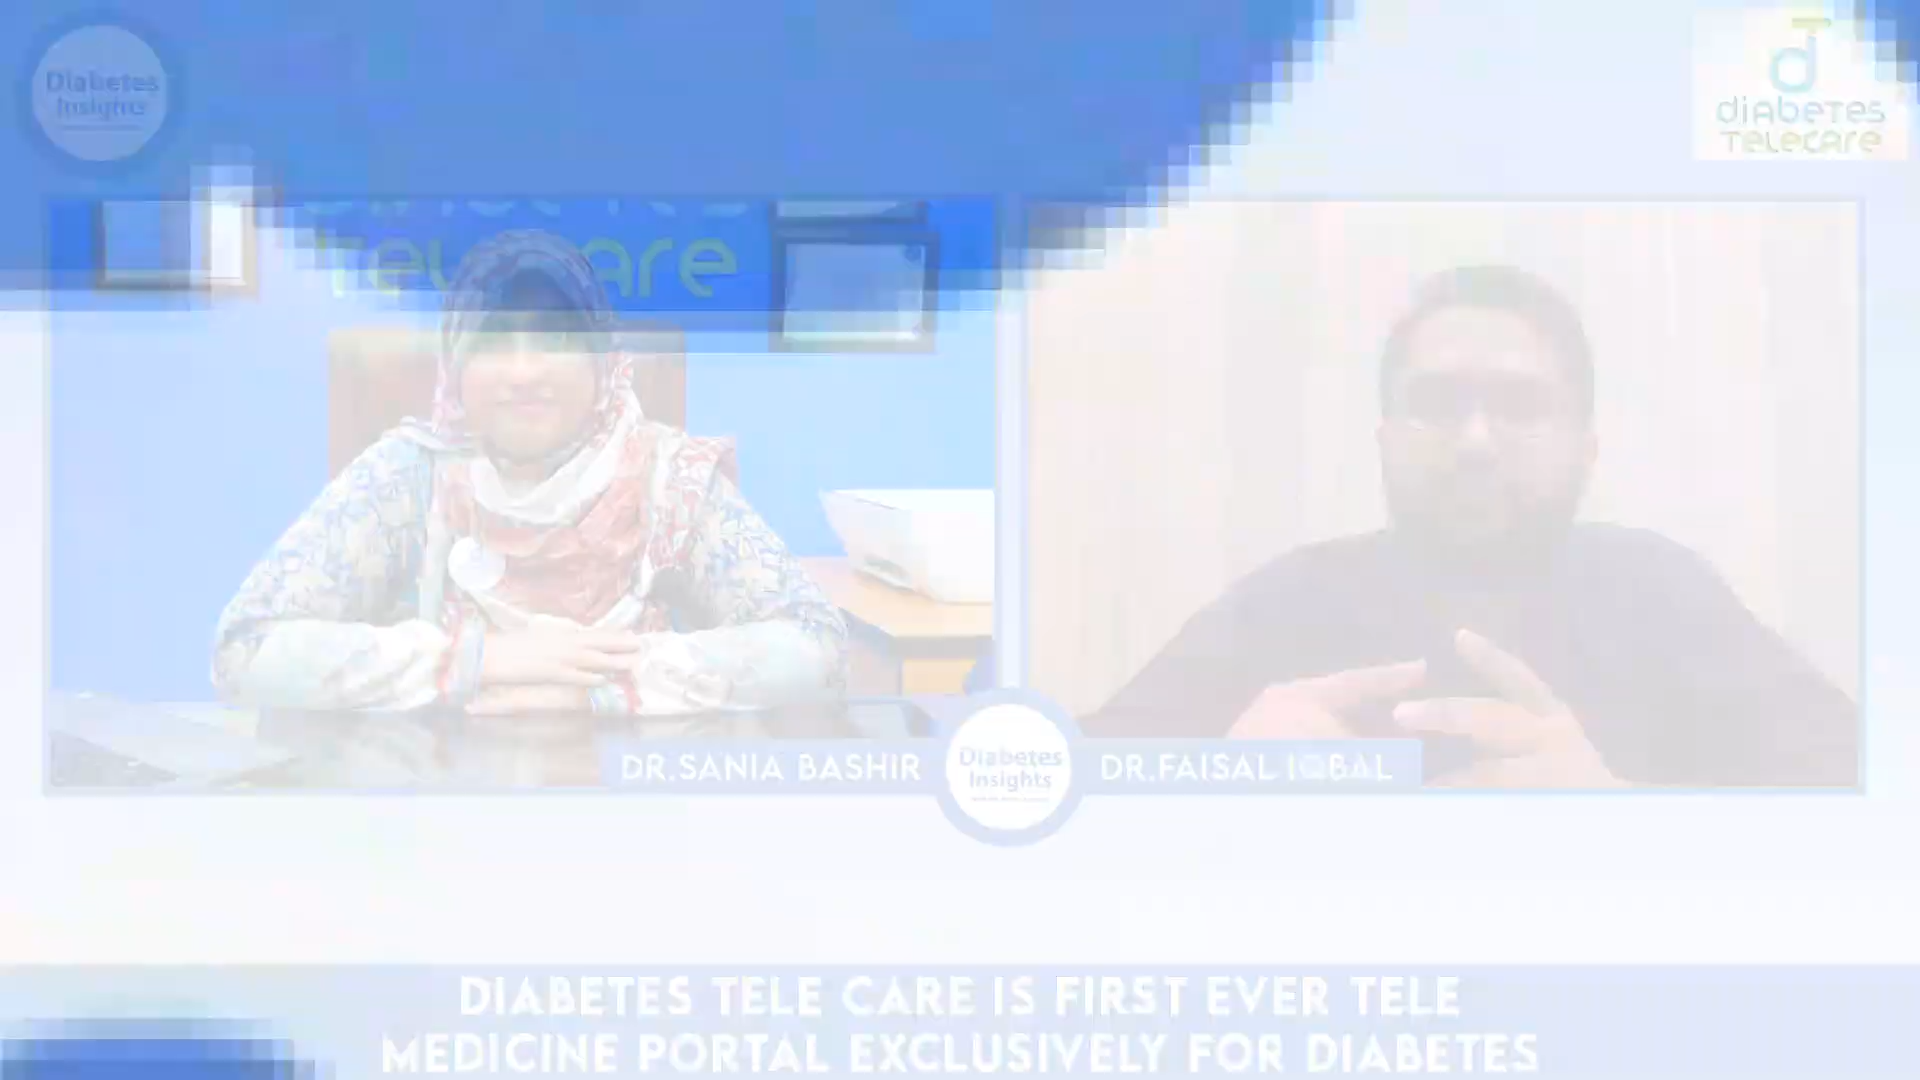 Diabetes
Insights
diAbeTES
TELECARE
TELECARE
DR.SANIA BASHIR
Diabetes
Insights
DR.FAISAL IQBAL
DIABETES TELE CARE IS FIRST EVER TELE
MEDICINE PORTAL EXCLUSIVELY FOR DIABETES